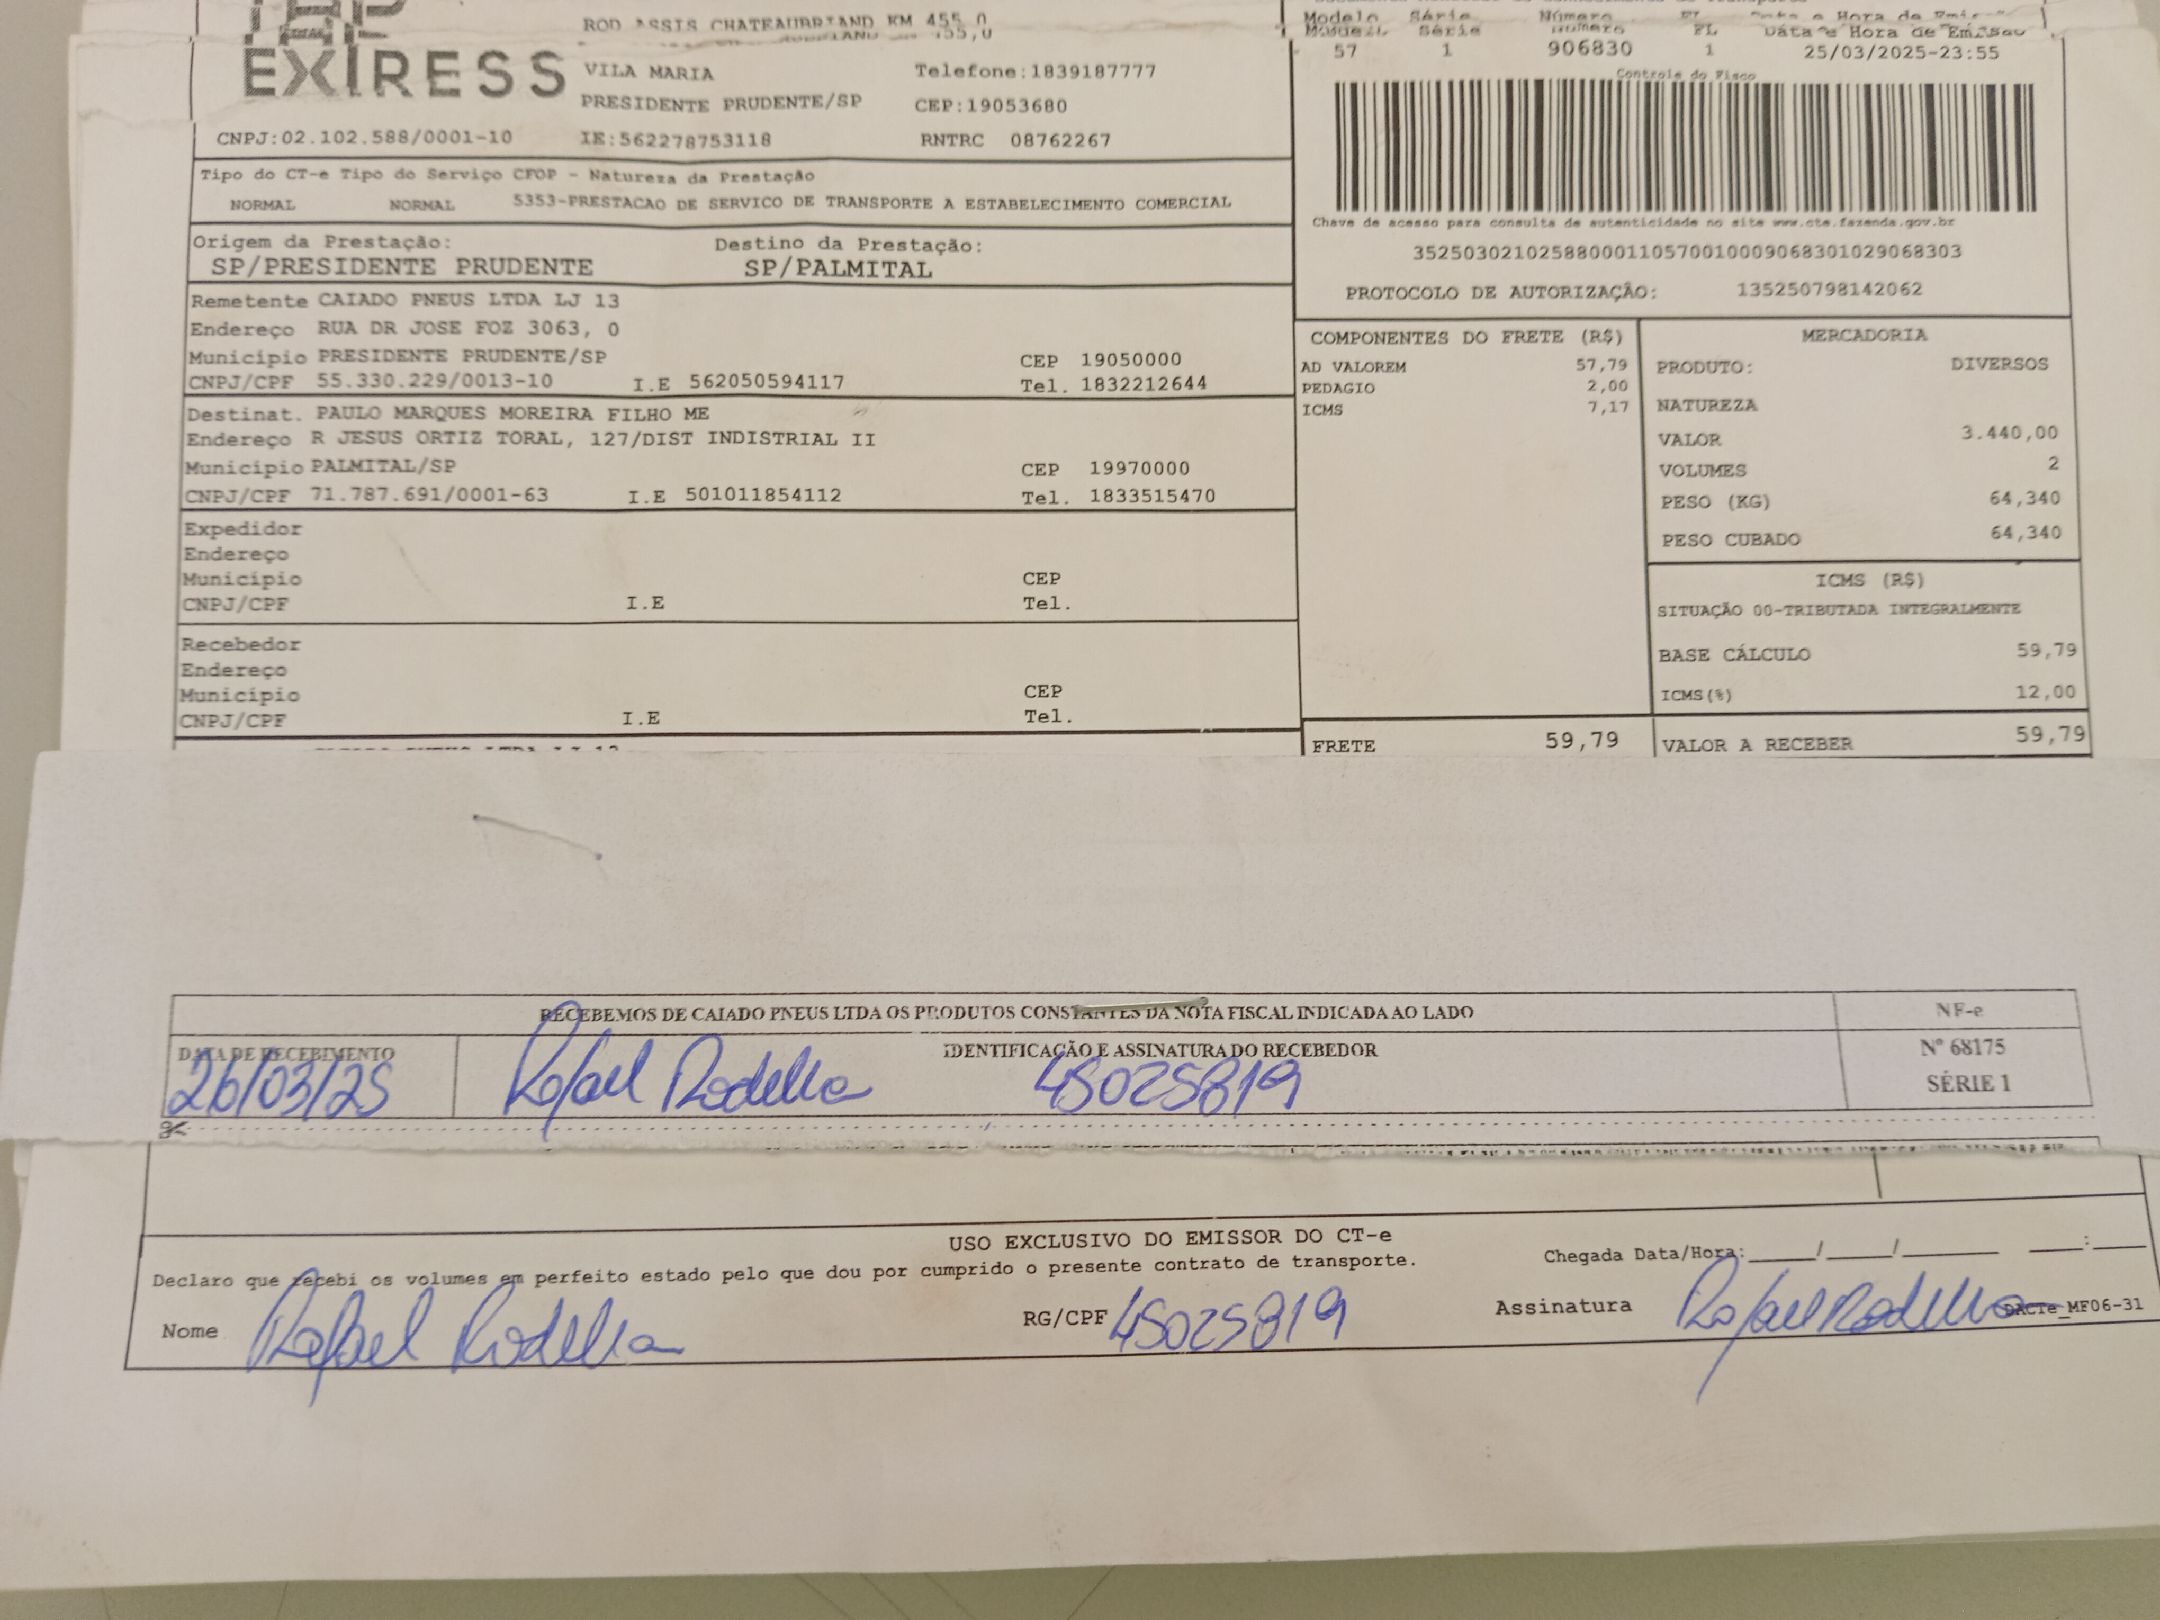 EXIRESS
ROD ASSIS CHATEAUBRIAND KM 455,0
VILA MARIA Telefone:1839187777
PRESIDENTE PRUDENTE/SP CEP:19053680
CNPJ:02.102.588/0001-10 IE:562278753118 RNTRC 08762267
Modelo Série Número FL Data e Hora de Emissão
57 1 906830 1 25/03/2025-23:55
Controle do Fisco
Chave de acesso para consulta de autenticidade no site www.cte.fazenda.gov.br
35250302102588000110570010009068301029068303
PROTOCOLO DE AUTORIZAÇÃO: 135250798142062
Tipo do CT-e Tipo do Serviço CFOP - Natureza da Prestação
NORMAL NORMAL 5353-PRESTACAO DE SERVICO DE TRANSPORTE A ESTABELECIMENTO COMERCIAL
Origem da Prestação: Destino da Prestação:
SP/PRESIDENTE PRUDENTE SP/PALMITAL
Remetente CAIADO PNEUS LTDA LJ 13
Endereço RUA DR JOSE FOZ 3063, 0
Município PRESIDENTE PRUDENTE/SP CEP 19050000
CNPJ/CPF 55.330.229/0013-10 I.E 562050594117 Tel. 1832212644
Destinat. PAULO MARQUES MOREIRA FILHO ME
Endereço R JESUS ORTIZ TORAL, 127/DIST INDISTRIAL II
Município PALMITAL/SP CEP 19970000
CNPJ/CPF 71.787.691/0001-63 I.E 501011854112 Tel. 1833515470
Expedidor
Endereço
Município CEP
CNPJ/CPF I.E Tel.
Recebedor
Endereço
Município CEP
CNPJ/CPF I.E Tel.
COMPONENTES DO FRETE (R$)
AD VALOREM 57,79
PEDAGIO 2,00
ICMS 7,17
FRETE 59,79
MERCADORIA
PRODUTO: DIVERSOS
NATUREZA
VALOR 3.440,00
VOLUMES 2
PESO (KG) 64,340
PESO CUBADO 64,340
ICMS (R$)
SITUAÇÃO 00-TRIBUTADA INTEGRALMENTE
BASE CÁLCULO 59,79
ICMS(%) 12,00
VALOR A RECEBER 59,79
RECEBEMOS DE CAIADO PNEUS LTDA OS PRODUTOS CONSTANTES DA NOTA FISCAL INDICADA AO LADO
NF-e
Nº 68175
SÉRIE 1
DATA DE RECEBIMENTO IDENTIFICAÇÃO E ASSINATURA DO RECEBEDOR
26/03/25 Rafael Rodella 45025819
USO EXCLUSIVO DO EMISSOR DO CT-e
Declaro que recebi os volumes em perfeito estado pelo que dou por cumprido o presente contrato de transporte.
Chegada Data/Hora:____/____/______ ___:___
Nome Rafael Rodella RG/CPF 45025819 Assinatura Rafael Rodella
DACTe_MF06-31